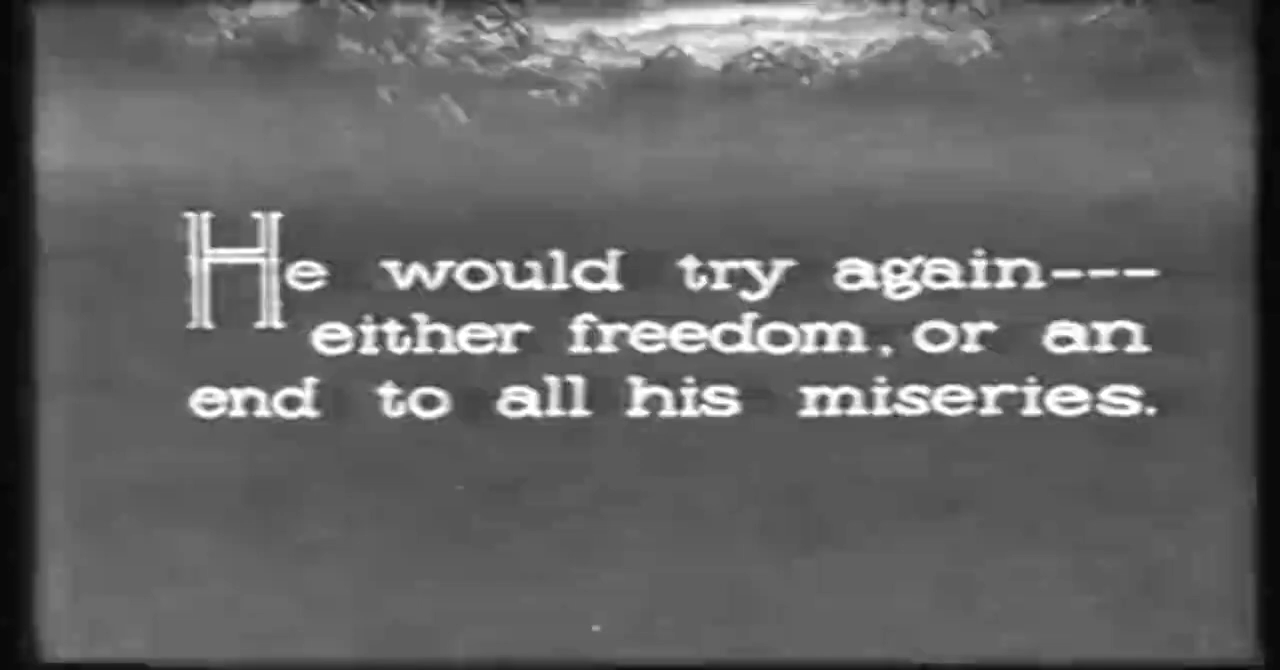 He would try again---
either freedom, or an
end to all his miseries.